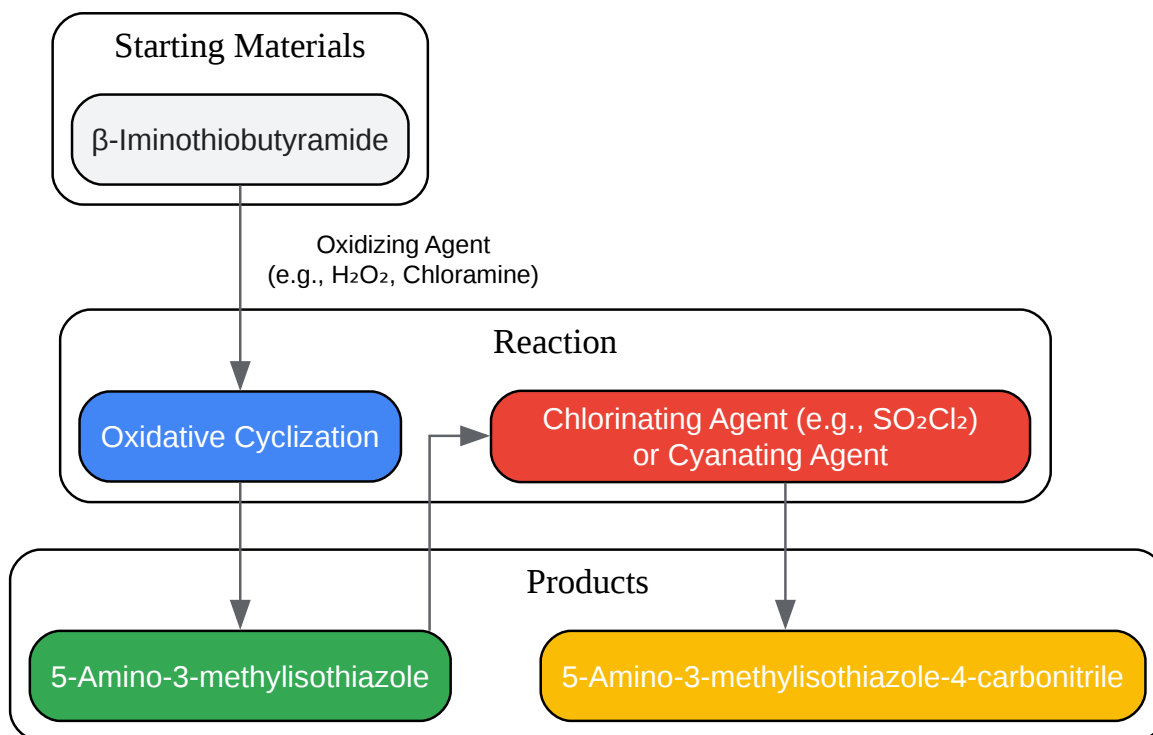 Starting Materials
β-Iminothiobutyramide
Oxidizing Agent
(e.g., H₂O₂, Chloramine)
Reaction
Oxidative Cyclization
Chlorinating Agent (e.g., SO₂Cl₂)
or Cyanating Agent
Products
5-Amino-3-methylisothiazole
5-Amino-3-methylisothiazole-4-carbonitrile